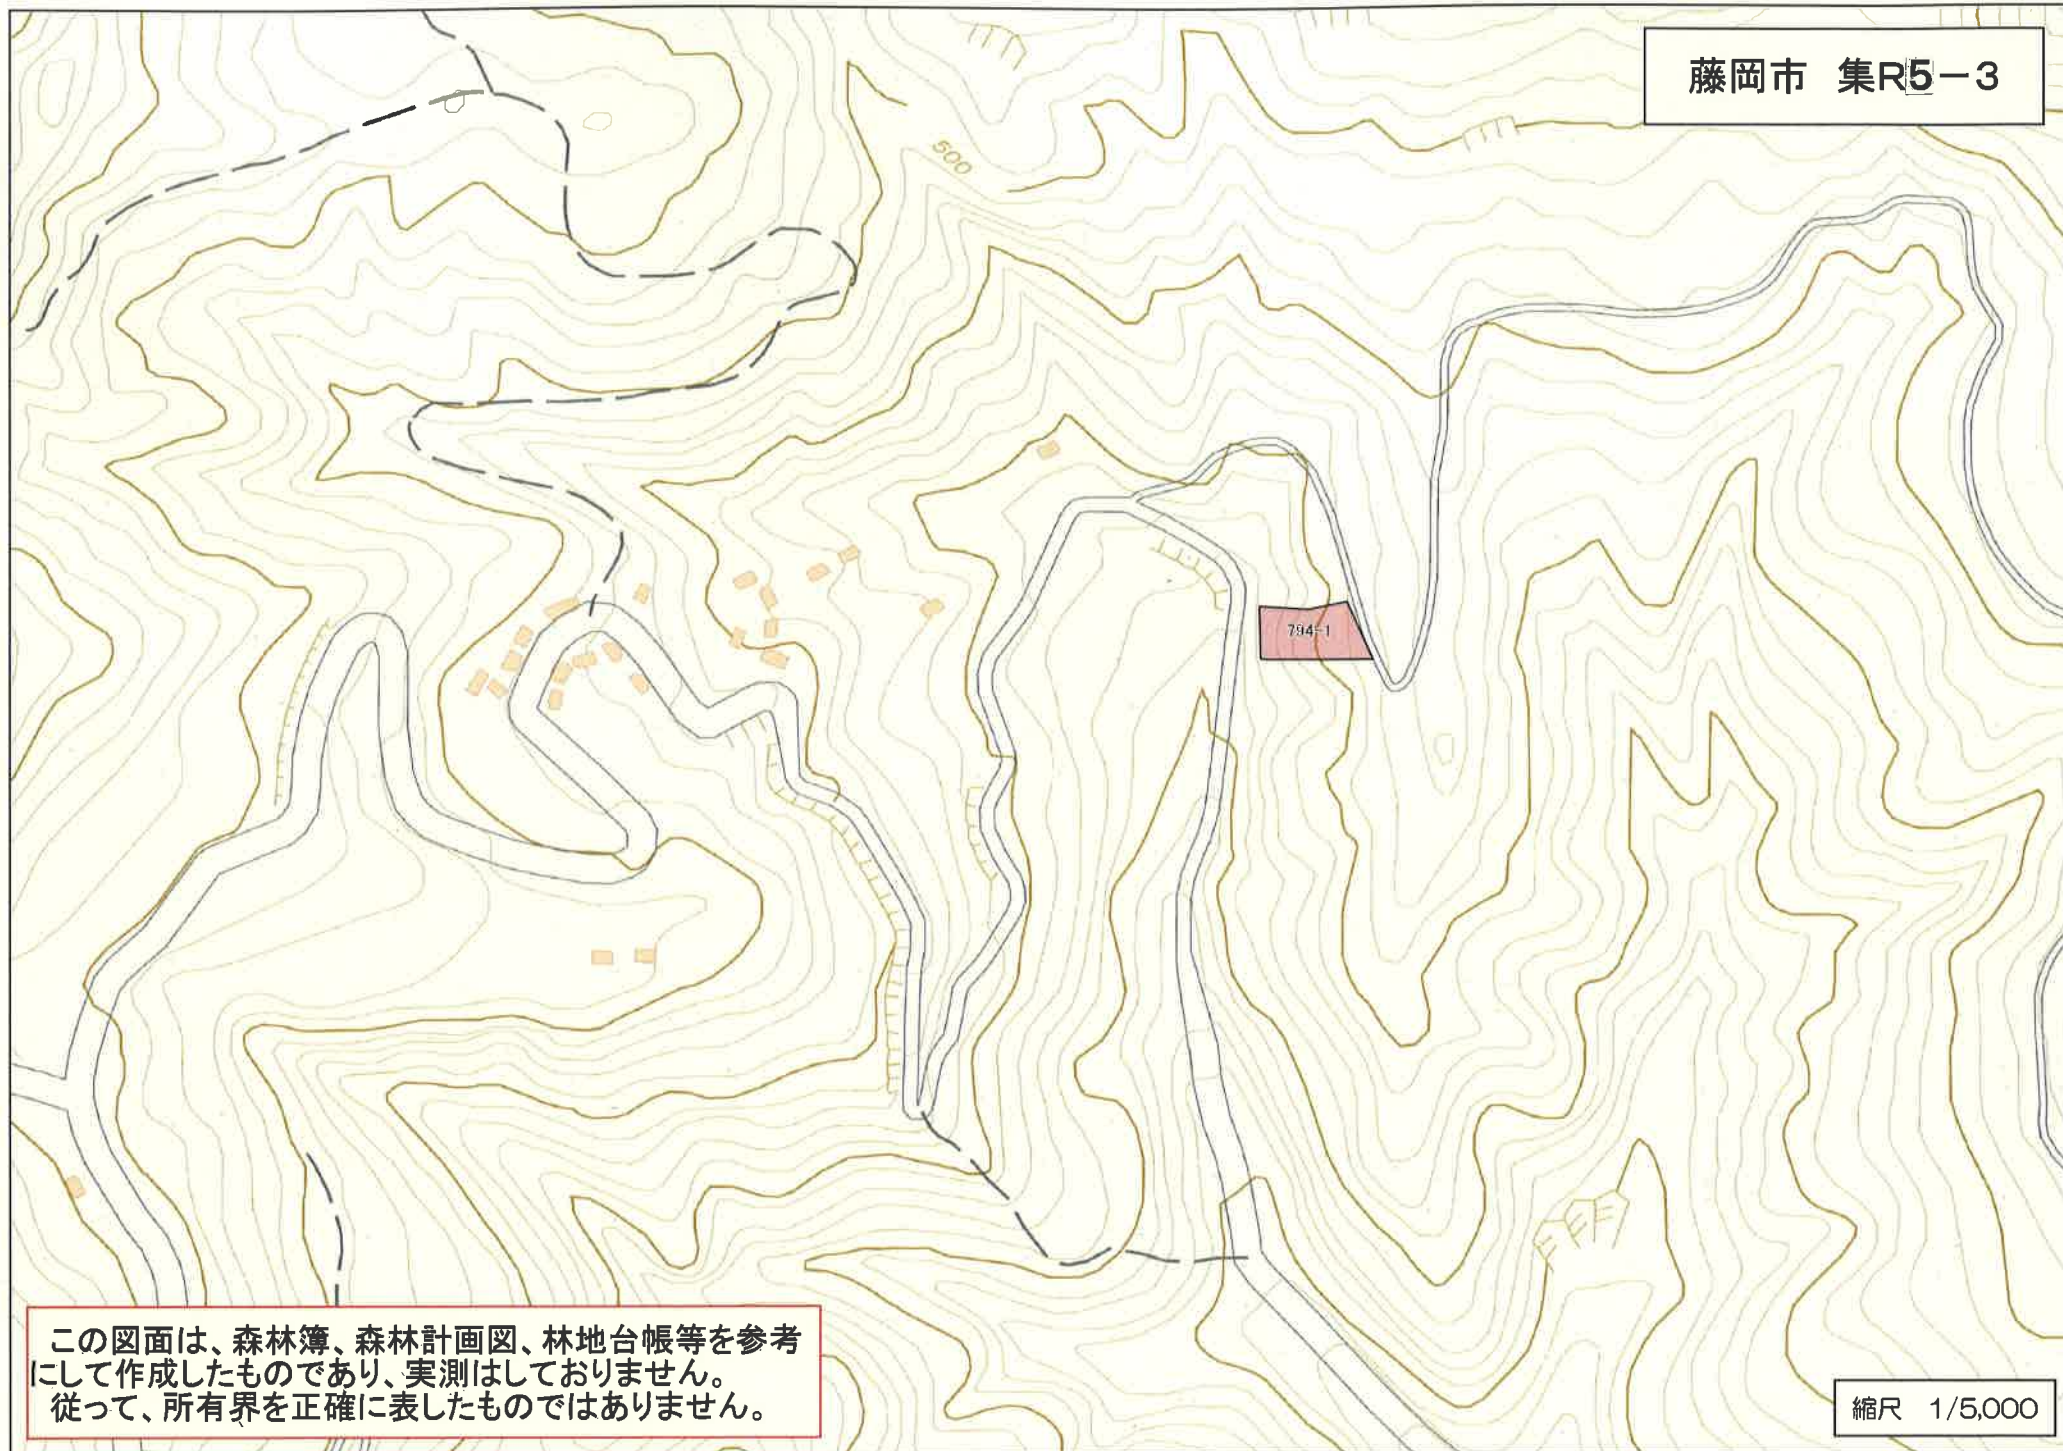 藤岡市 集R5-3
500
794-1
この図面は、森林簿、森林計画図、林地台帳等を参考
にして作成したものであり、実測はしておりません。
従って、所有界を正確に表したものではありません。
縮尺 1/5,000